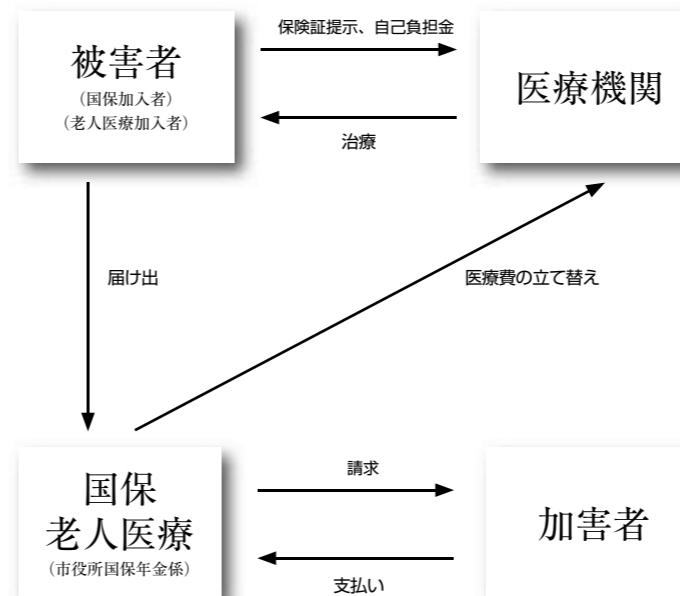 保険証提示、自己負担金
被害者
（国保加入者）
（老人医療加入者）
医療機関
治療
届け出
医療費の立て替え
国保
老人医療
（市役所国保年金係）
請求
加害者
支払い